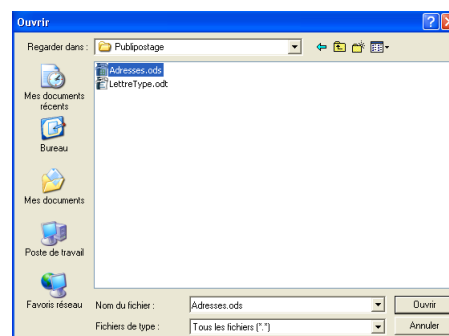 Ouvrir
Regarder dans :
Publipostage
Adresses.ods
LettreType.odt
Mes documents
récents
Bureau
Mes documents
Poste de travail
Favoris réseau
Nom du fichier :
Adresses.ods
Ouvrir
Fichiers de type :
Tous les fichiers (*.*)
Annuler